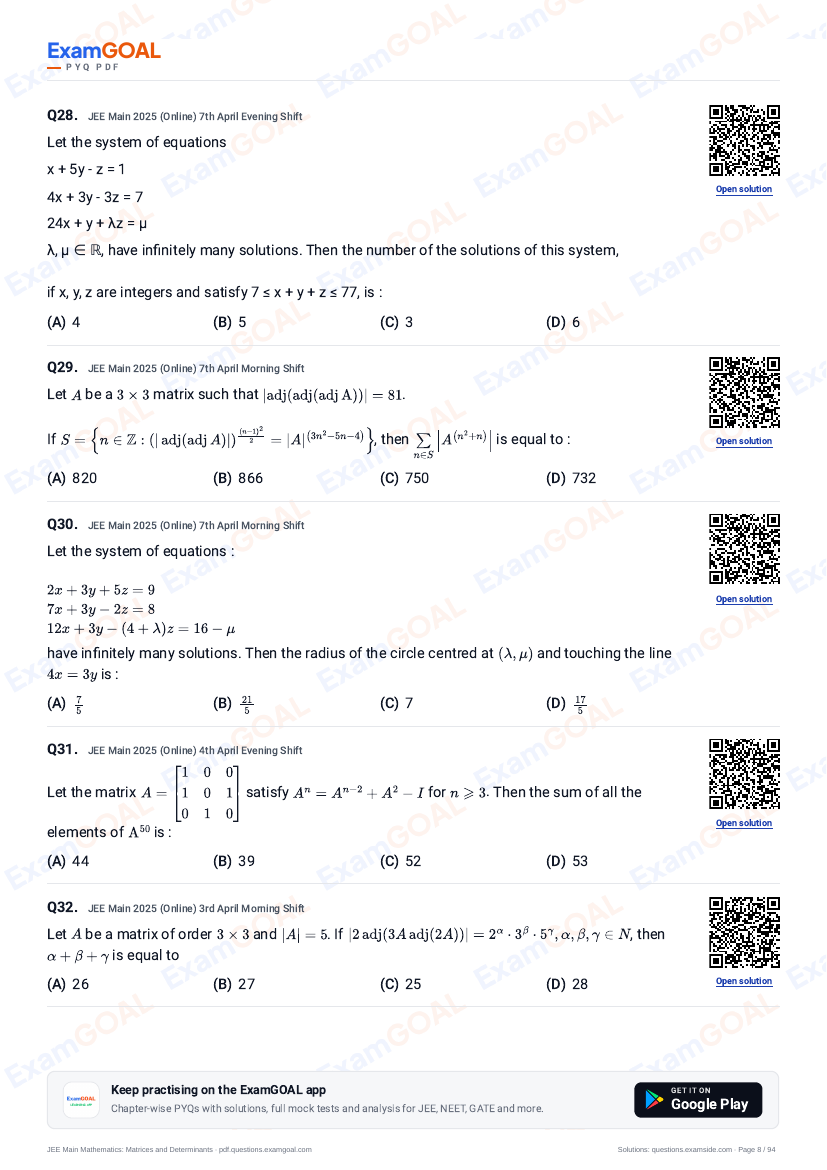 ExamGOAL
PYQ PDF
Q28. JEE Main 2025 (Online) 7th April Evening Shift
Let the system of equations
x + 5y - z = 1
4x + 3y - 3z = 7
24x + y + λz = μ
λ, μ ∈ ℝ, have infinitely many solutions. Then the number of the solutions of this system,
if x, y, z are integers and satisfy 7 ≤ x + y + z ≤ 77, is :
(A) 4 (B) 5 (C) 3 (D) 6
Open solution
Q29. JEE Main 2025 (Online) 7th April Morning Shift
Let A be a 3 × 3 matrix such that |adj(adj(adj A))| = 81.
If S = {n ∈ ℤ : (| adj(adj A)|)^{(n−1)²/2} = |A|^{(3n²−5n−4)}}, then ∑_{n∈S} |A^{(n²+n)}| is equal to :
(A) 820 (B) 866 (C) 750 (D) 732
Open solution
Q30. JEE Main 2025 (Online) 7th April Morning Shift
Let the system of equations :
2x + 3y + 5z = 9
7x + 3y − 2z = 8
12x + 3y − (4 + λ)z = 16 − μ
have infinitely many solutions. Then the radius of the circle centred at (λ, μ) and touching the line
4x = 3y is :
(A) 7/5 (B) 21/5 (C) 7 (D) 17/5
Open solution
Q31. JEE Main 2025 (Online) 4th April Evening Shift
Let the matrix A = [1 0 0; 1 0 1; 0 1 0] satisfy Aⁿ = Aⁿ⁻² + A² − I for n ⩾ 3. Then the sum of all the
elements of A⁵⁰ is :
(A) 44 (B) 39 (C) 52 (D) 53
Open solution
Q32. JEE Main 2025 (Online) 3rd April Morning Shift
Let A be a matrix of order 3 × 3 and |A| = 5. If |2 adj(3A adj(2A))| = 2^α · 3^β · 5^γ, α, β, γ ∈ N, then
α + β + γ is equal to
(A) 26 (B) 27 (C) 25 (D) 28
Open solution
Keep practising on the ExamGOAL app
Chapter-wise PYQs with solutions, full mock tests and analysis for JEE, NEET, GATE and more.
GET IT ON
Google Play
JEE Main Mathematics: Matrices and Determinants · pdf.questions.examgoal.com
Solutions: questions.examside.com · Page 8 / 94